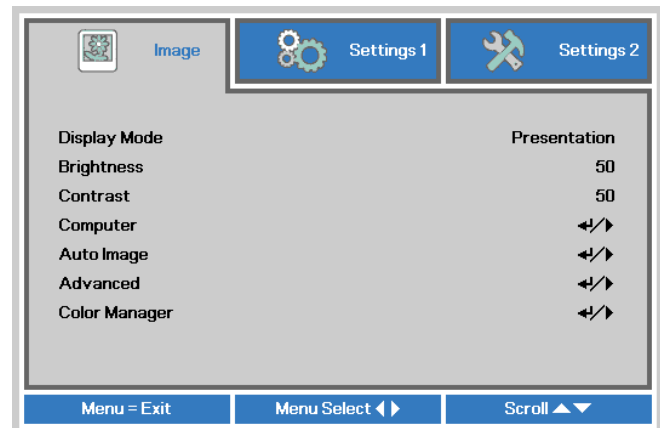 Image Settings 1 Settings 2
Display Mode Presentation
Brightness 50
Contrast 50
Computer ↵/▶
Auto Image ↵/▶
Advanced ↵/▶
Color Manager ↵/▶
Menu = Exit Menu Select ◀▶ Scroll ▲▼